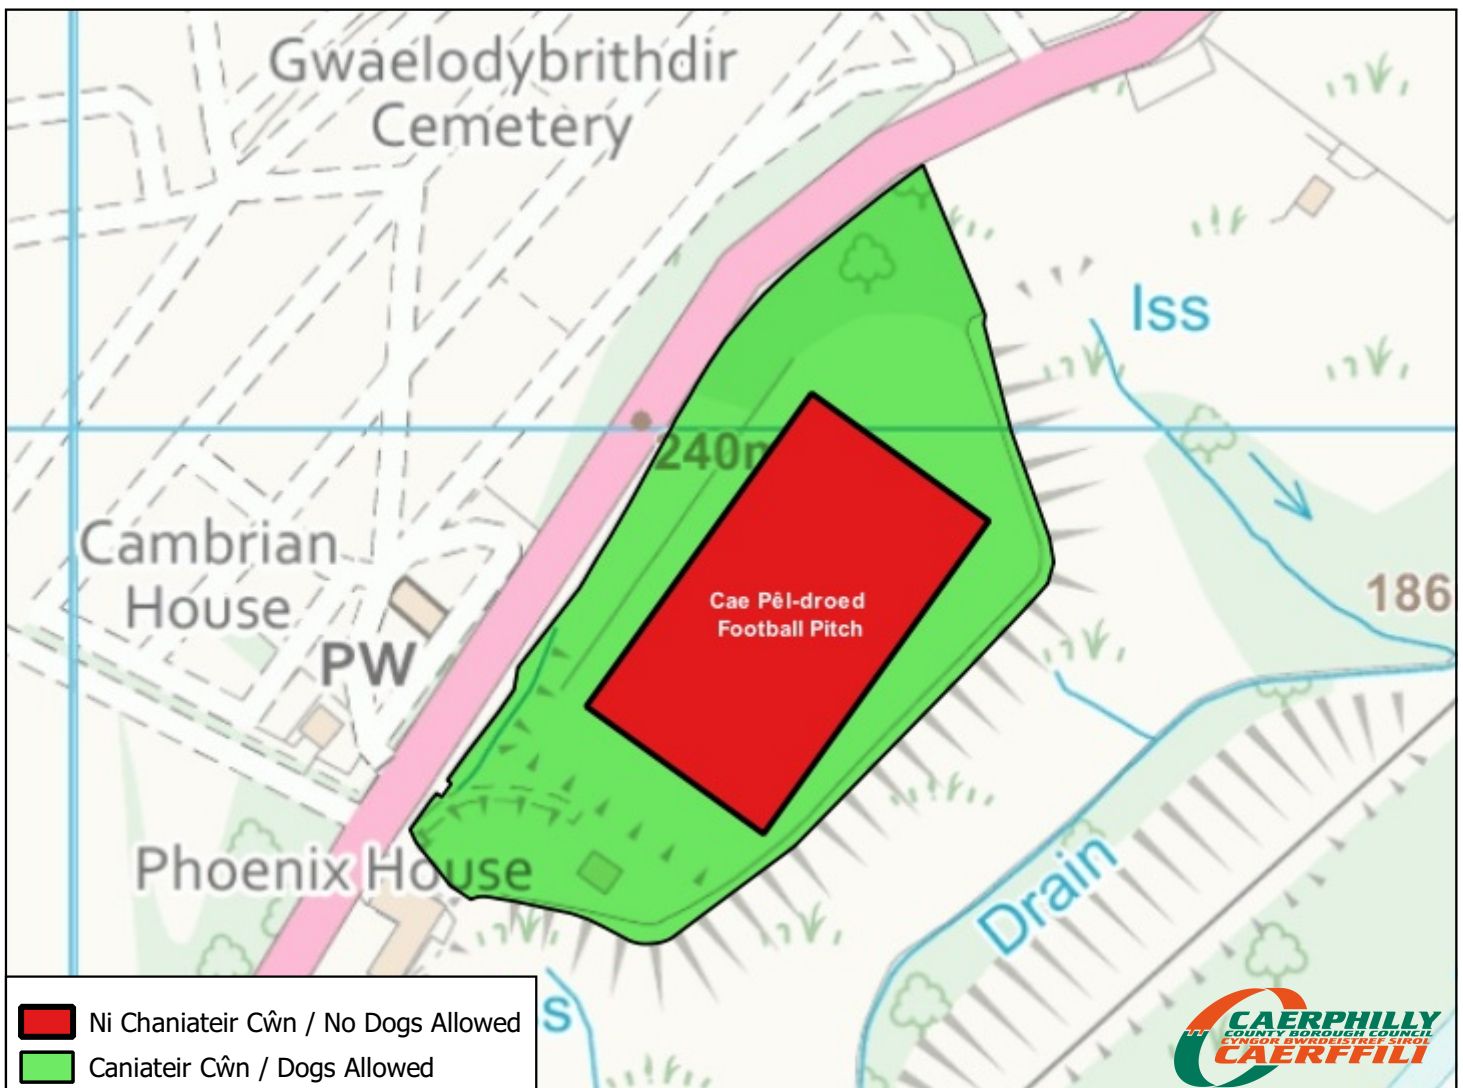 Gwaelodybrithdir
Cemetery
Iss
240m
Cambrian
House
PW
Cae Pêl-droed
Football Pitch
186
Phoenix House
Drain
s
Ni Chaniateir Cŵn / No Dogs Allowed
Caniateir Cŵn / Dogs Allowed
CAERPHILLY
COUNTY BOROUGH COUNCIL
CYNGOR BWRDEISTREF SIROL
CAERFFILI